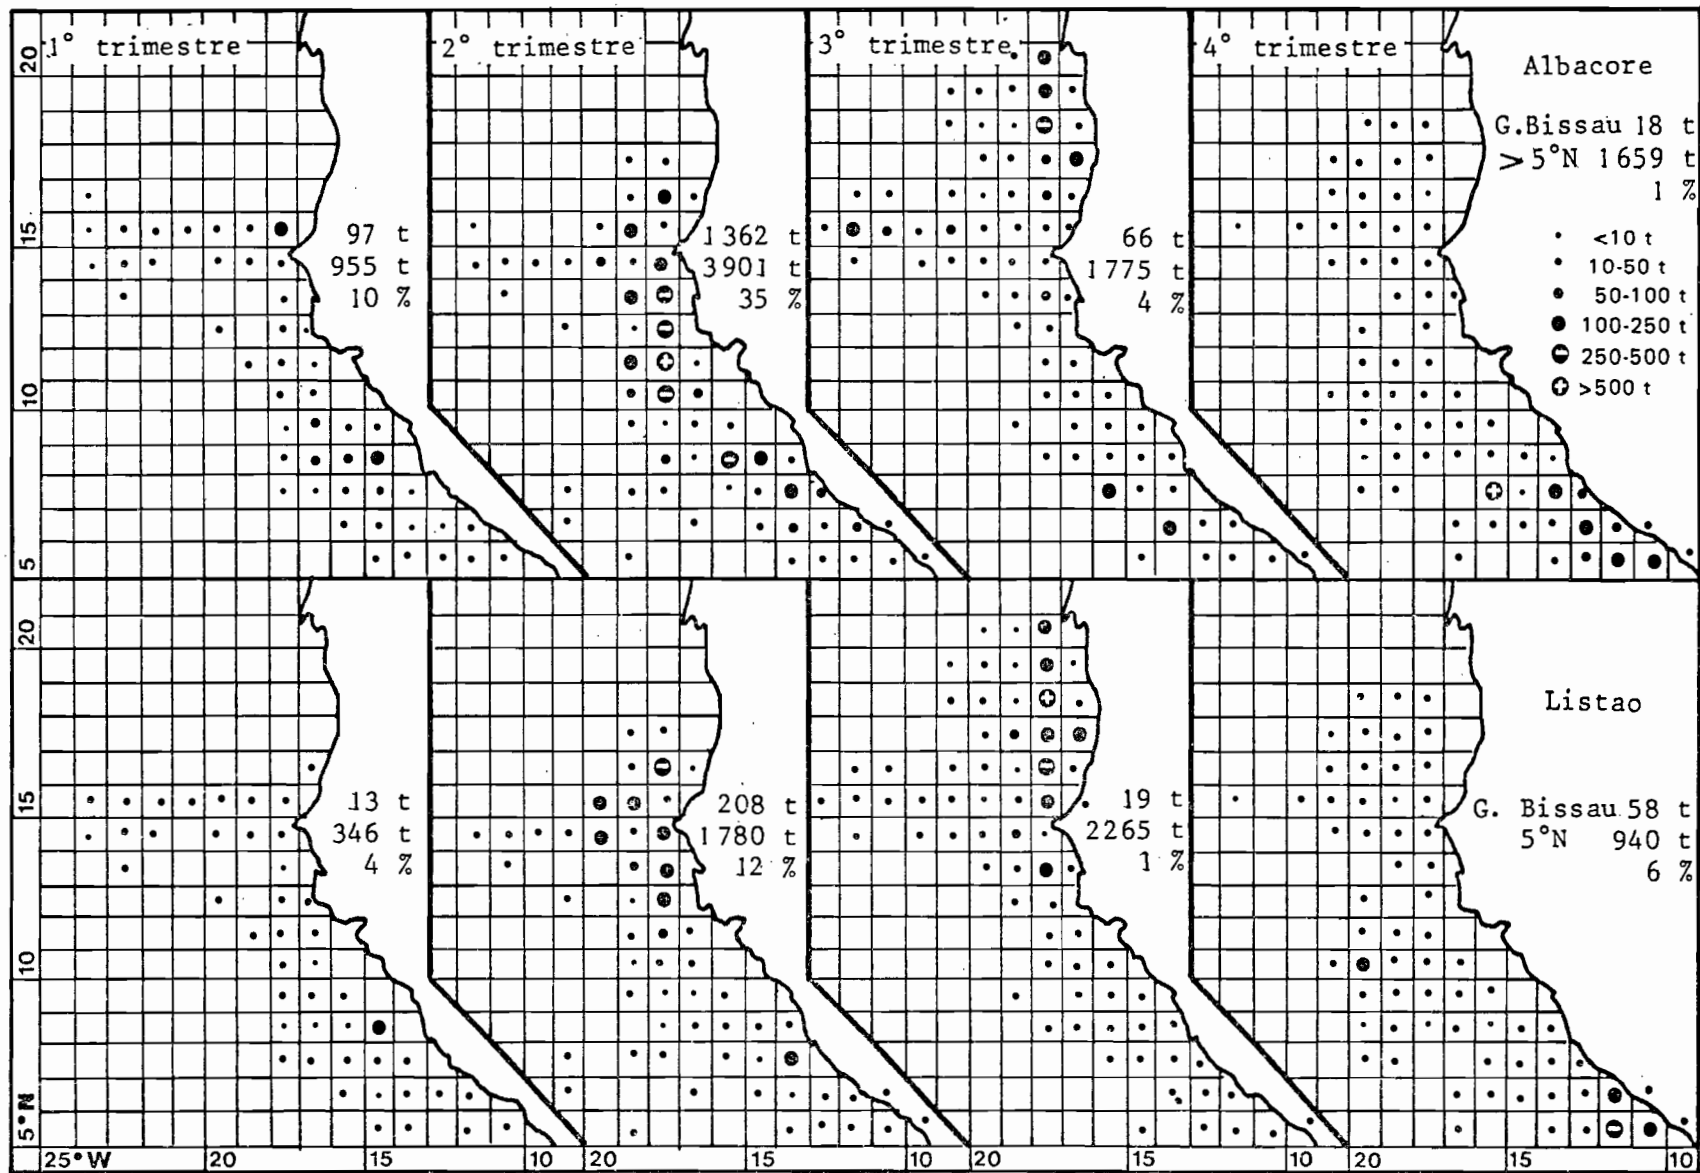 1° trimestre
2° trimestre
3° trimestre
4° trimestre
Albacore
20
G.Bissau 18 t
>5°N 1659 t
1 %
15
97 t
955 t
10 %
1362 t
3901 t
35 %
66 t
1775 t
4 %
<10 t
10-50 t
50-100 t
100-250 t
250-500 t
>500 t
10
5
20
Listao
15
13 t
346 t
4 %
208 t
1780 t
12 %
19 t
2265 t
1 %
G. Bissau 58 t
5°N 940 t
6 %
10
5°N
25°W 20 15 10 20 15 10 20 15 10 20 15 10